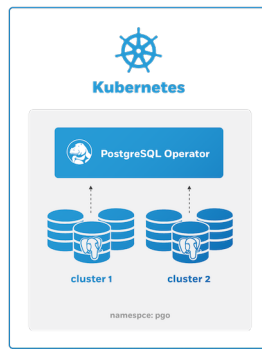 Kubernetes
PostgreSQL Operator
cluster 1 cluster 2
namespce: pgo